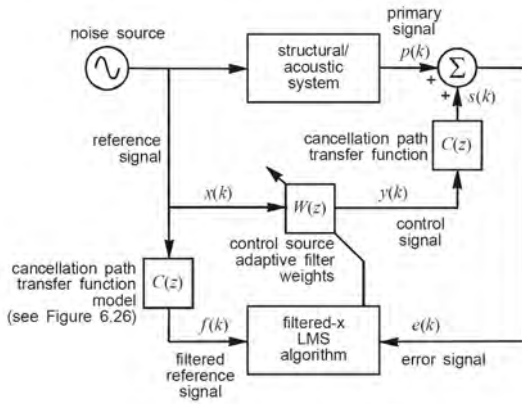 noise source
structural/
acoustic
system
primary
signal
p(k)
+
Σ
+
s(k)
reference
signal
cancellation path
transfer function
C(z)
x(k)
W(z)
y(k)
control
signal
control source
adaptive filter
weights
cancellation path
transfer function
model
(see Figure 6.26)
C(z)
f(k)
filtered
reference
signal
filtered-x
LMS
algorithm
e(k)
error signal